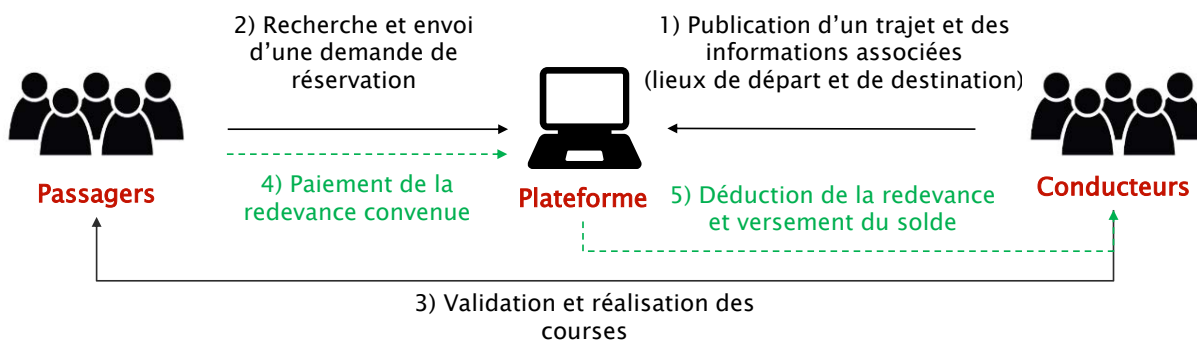 2) Recherche et envoi
d’une demande de
réservation
1) Publication d’un trajet et des
informations associées
(lieux de départ et de destination)
Passagers
4) Paiement de la
redevance convenue
Plateforme
5) Déduction de la redevance
et versement du solde
Conducteurs
3) Validation et réalisation des
courses